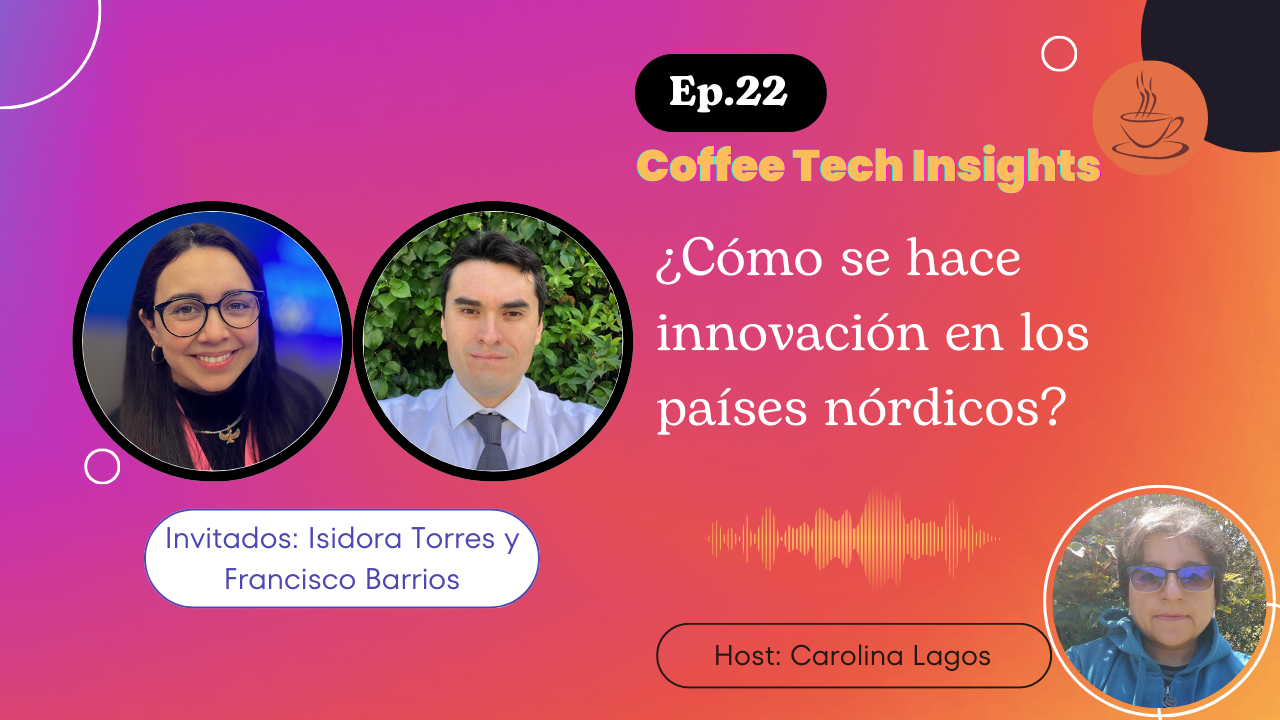 Ep.22
Coffee Tech Insights
¿Cómo se hace
innovación en los
países nórdicos?
Invitados: Isidora Torres y
Francisco Barrios
Host: Carolina Lagos